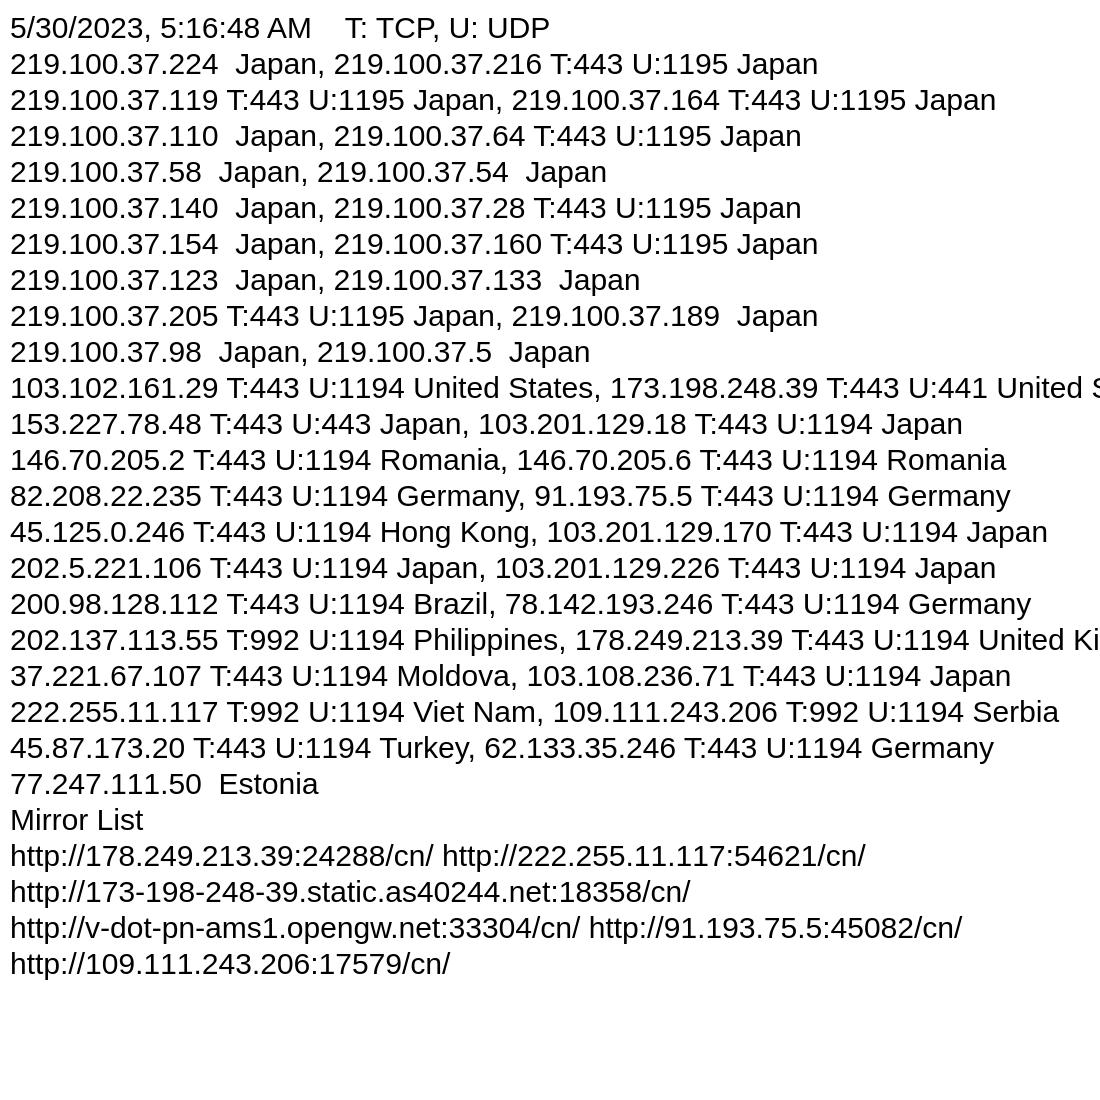 5/30/2023, 5:16:48 AM    T: TCP, U: UDP
219.100.37.224  Japan, 219.100.37.216 T:443 U:1195 Japan
219.100.37.119 T:443 U:1195 Japan, 219.100.37.164 T:443 U:1195 Japan
219.100.37.110  Japan, 219.100.37.64 T:443 U:1195 Japan
219.100.37.58  Japan, 219.100.37.54  Japan
219.100.37.140  Japan, 219.100.37.28 T:443 U:1195 Japan
219.100.37.154  Japan, 219.100.37.160 T:443 U:1195 Japan
219.100.37.123  Japan, 219.100.37.133  Japan
219.100.37.205 T:443 U:1195 Japan, 219.100.37.189  Japan
219.100.37.98  Japan, 219.100.37.5  Japan
103.102.161.29 T:443 U:1194 United States, 173.198.248.39 T:443 U:441 United S
153.227.78.48 T:443 U:443 Japan, 103.201.129.18 T:443 U:1194 Japan
146.70.205.2 T:443 U:1194 Romania, 146.70.205.6 T:443 U:1194 Romania
82.208.22.235 T:443 U:1194 Germany, 91.193.75.5 T:443 U:1194 Germany
45.125.0.246 T:443 U:1194 Hong Kong, 103.201.129.170 T:443 U:1194 Japan
202.5.221.106 T:443 U:1194 Japan, 103.201.129.226 T:443 U:1194 Japan
200.98.128.112 T:443 U:1194 Brazil, 78.142.193.246 T:443 U:1194 Germany
202.137.113.55 T:992 U:1194 Philippines, 178.249.213.39 T:443 U:1194 United Ki
37.221.67.107 T:443 U:1194 Moldova, 103.108.236.71 T:443 U:1194 Japan
222.255.11.117 T:992 U:1194 Viet Nam, 109.111.243.206 T:992 U:1194 Serbia
45.87.173.20 T:443 U:1194 Turkey, 62.133.35.246 T:443 U:1194 Germany
77.247.111.50  Estonia
Mirror List
http://178.249.213.39:24288/cn/ http://222.255.11.117:54621/cn/
http://173-198-248-39.static.as40244.net:18358/cn/
http://v-dot-pn-ams1.opengw.net:33304/cn/ http://91.193.75.5:45082/cn/
http://109.111.243.206:17579/cn/